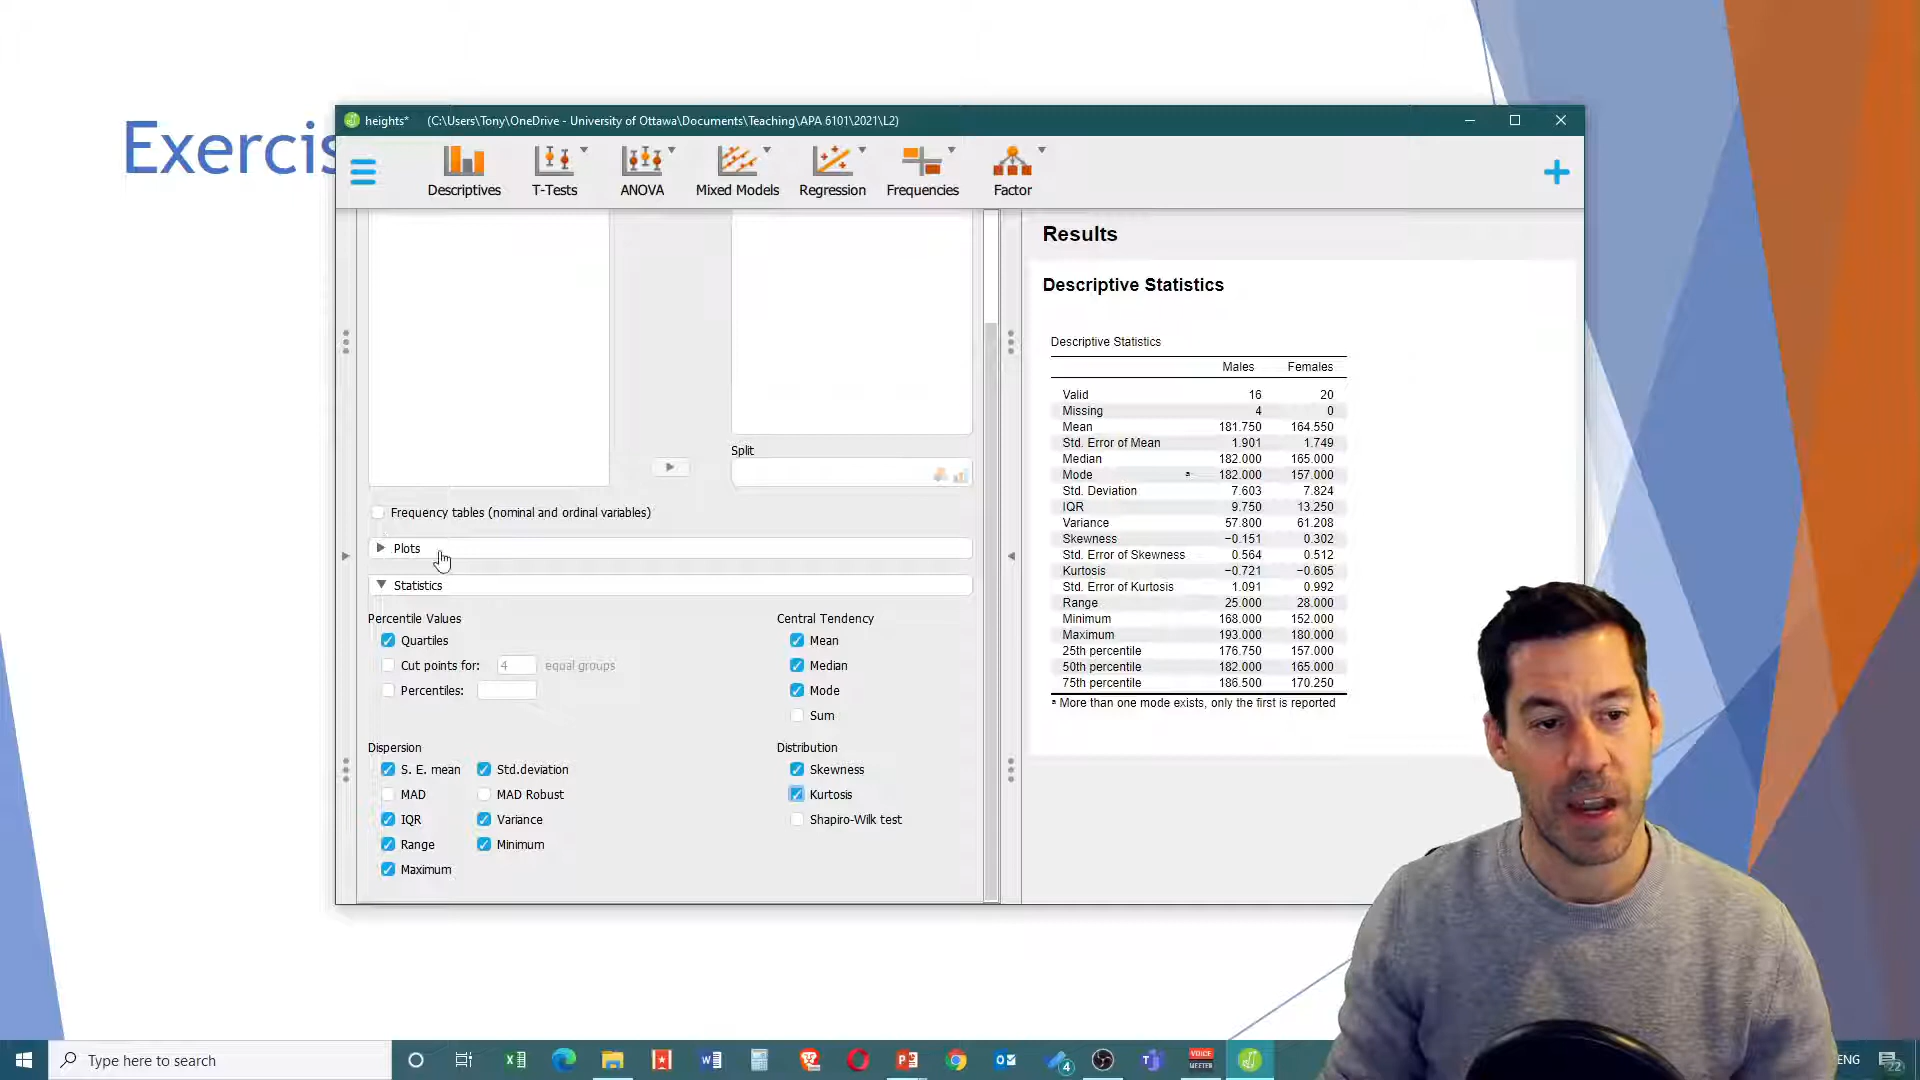 Exercis
heights* (C:\Users\Tony\OneDrive - University of Ottawa\Documents\Teaching\APA 6101\2021\L2)
Descriptives T-Tests ANOVA Mixed Models Regression Frequencies Factor
Split
Frequency tables (nominal and ordinal variables)
Plots
Statistics
Percentile Values
Quartiles
Cut points for: 4 equal groups
Percentiles:
Central Tendency
Mean
Median
Mode
Sum
Dispersion
S. E. mean Std.deviation
MAD MAD Robust
IQR Variance
Range Minimum
Maximum
Distribution
Skewness
Kurtosis
Shapiro-Wilk test
Results
Descriptive Statistics
Descriptive Statistics
Males Females
Valid 16 20
Missing 4 0
Mean 181.750 164.550
Std. Error of Mean 1.901 1.749
Median 182.000 165.000
Mode ª 182.000 157.000
Std. Deviation 7.603 7.824
IQR 9.750 13.250
Variance 57.800 61.208
Skewness −0.151 0.302
Std. Error of Skewness 0.564 0.512
Kurtosis −0.721 −0.605
Std. Error of Kurtosis 1.091 0.992
Range 25.000 28.000
Minimum 168.000 152.000
Maximum 193.000 180.000
25th percentile 176.750 157.000
50th percentile 182.000 165.000
75th percentile 186.500 170.250
ª More than one mode exists, only the first is reported
Type here to search
4
VOICE
MEETER
ENG
22